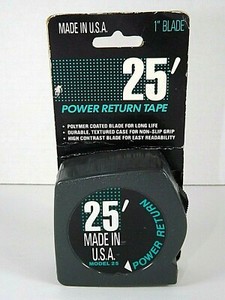 MADE IN U.S.A.
1" BLADE
25'
POWER RETURN TAPE
• POLYMER COATED BLADE FOR LONG LIFE
• DURABLE, TEXTURED CASE FOR NON-SLIP GRIP
• HIGH CONTRAST BLADE FOR EASY READABILITY
25'
MADE IN
U.S.A.
MODEL 25
POWER RETURN